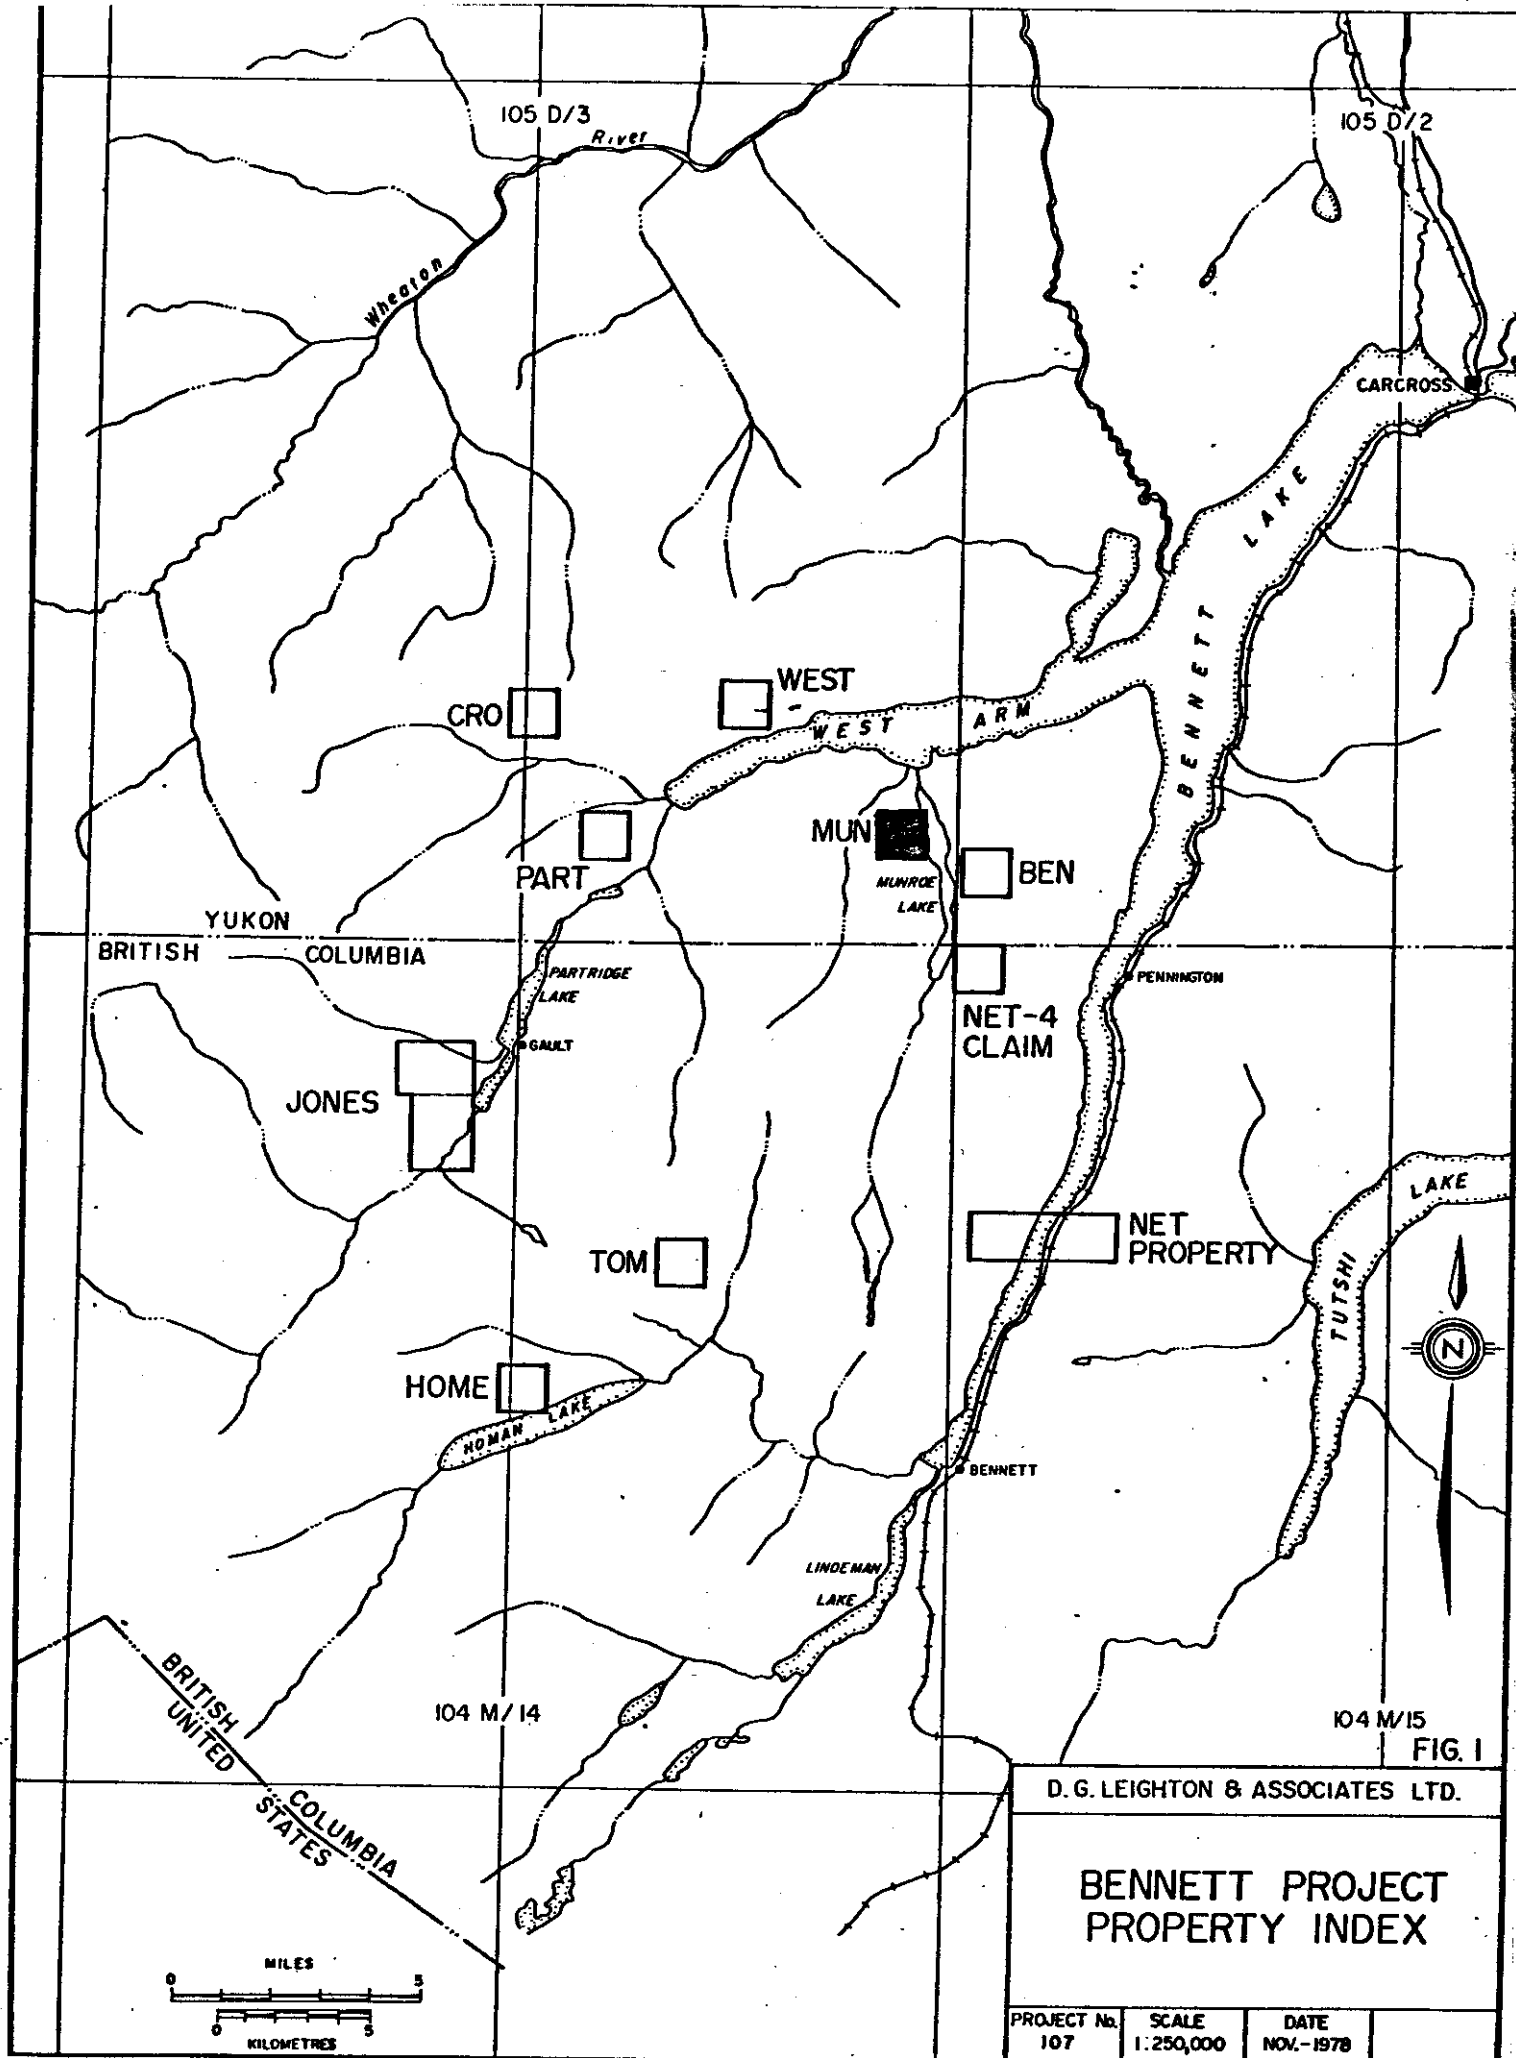 105 D/3
105 D/2
River
Wheaton
CARCROSS
BENNETT LAKE
WEST
CRO
WEST ARM
MUN
PART
BEN
MUNROE
LAKE
YUKON
BRITISH COLUMBIA
PARTRIDGE
LAKE
PENNINGTON
GAULT
NET-4
CLAIM
JONES
LAKE
TUTSHI
NET
PROPERTY
TOM
N
HOME
HOMAN LAKE
BENNETT
LINDEMAN
LAKE
BRITISH COLUMBIA
UNITED STATES
104 M/14
104 M/15
FIG. 1
D. G. LEIGHTON & ASSOCIATES LTD.
BENNETT PROJECT
PROPERTY INDEX
MILES
0 5
0 5
KILOMETRES
PROJECT No. SCALE DATE
107 1:250,000 NOV.-1978